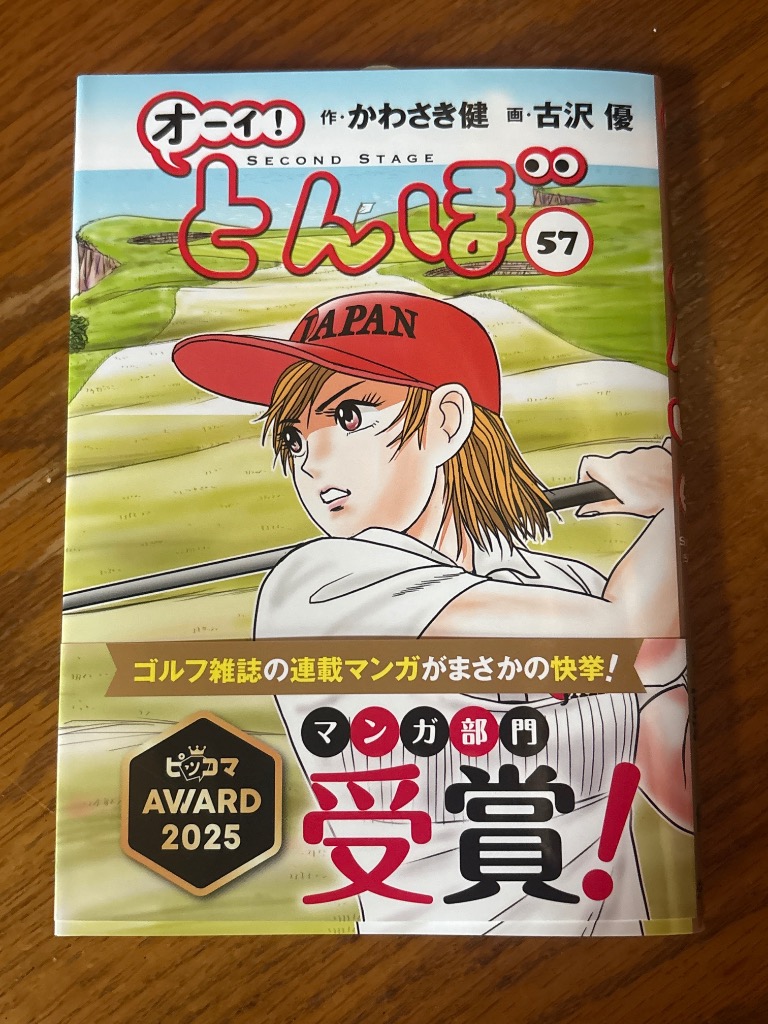 オーイ! 作・かわさき健 画・古沢 優
SECOND STAGE
とんぼ
57
JAPAN
ゴルフ雑誌の連載マンガがまさかの快挙!
マンガ部門
ピッコマ
AWARD
2025
受賞!